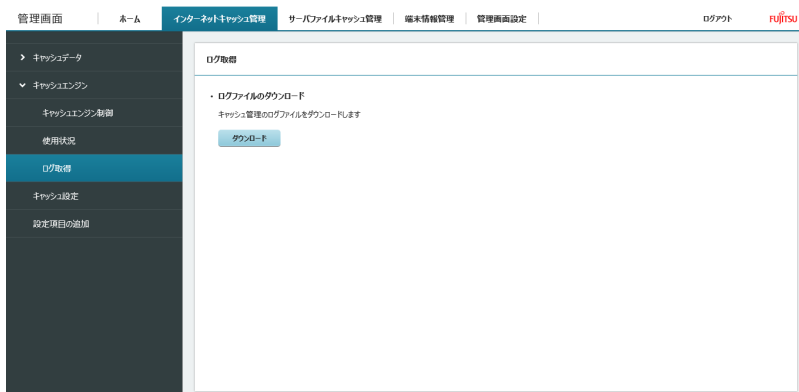 管理画面 ホーム インターネットキャッシュ管理 サーバファイルキャッシュ管理 端末情報管理 管理画面設定 ログアウト FUJITSU
キャッシュデータ
キャッシュエンジン
キャッシュエンジン制御
使用状況
ログ取得
キャッシュ設定
設定項目の追加
ログ取得
・ログファイルのダウンロード
キャッシュ管理のログファイルをダウンロードします
ダウンロード